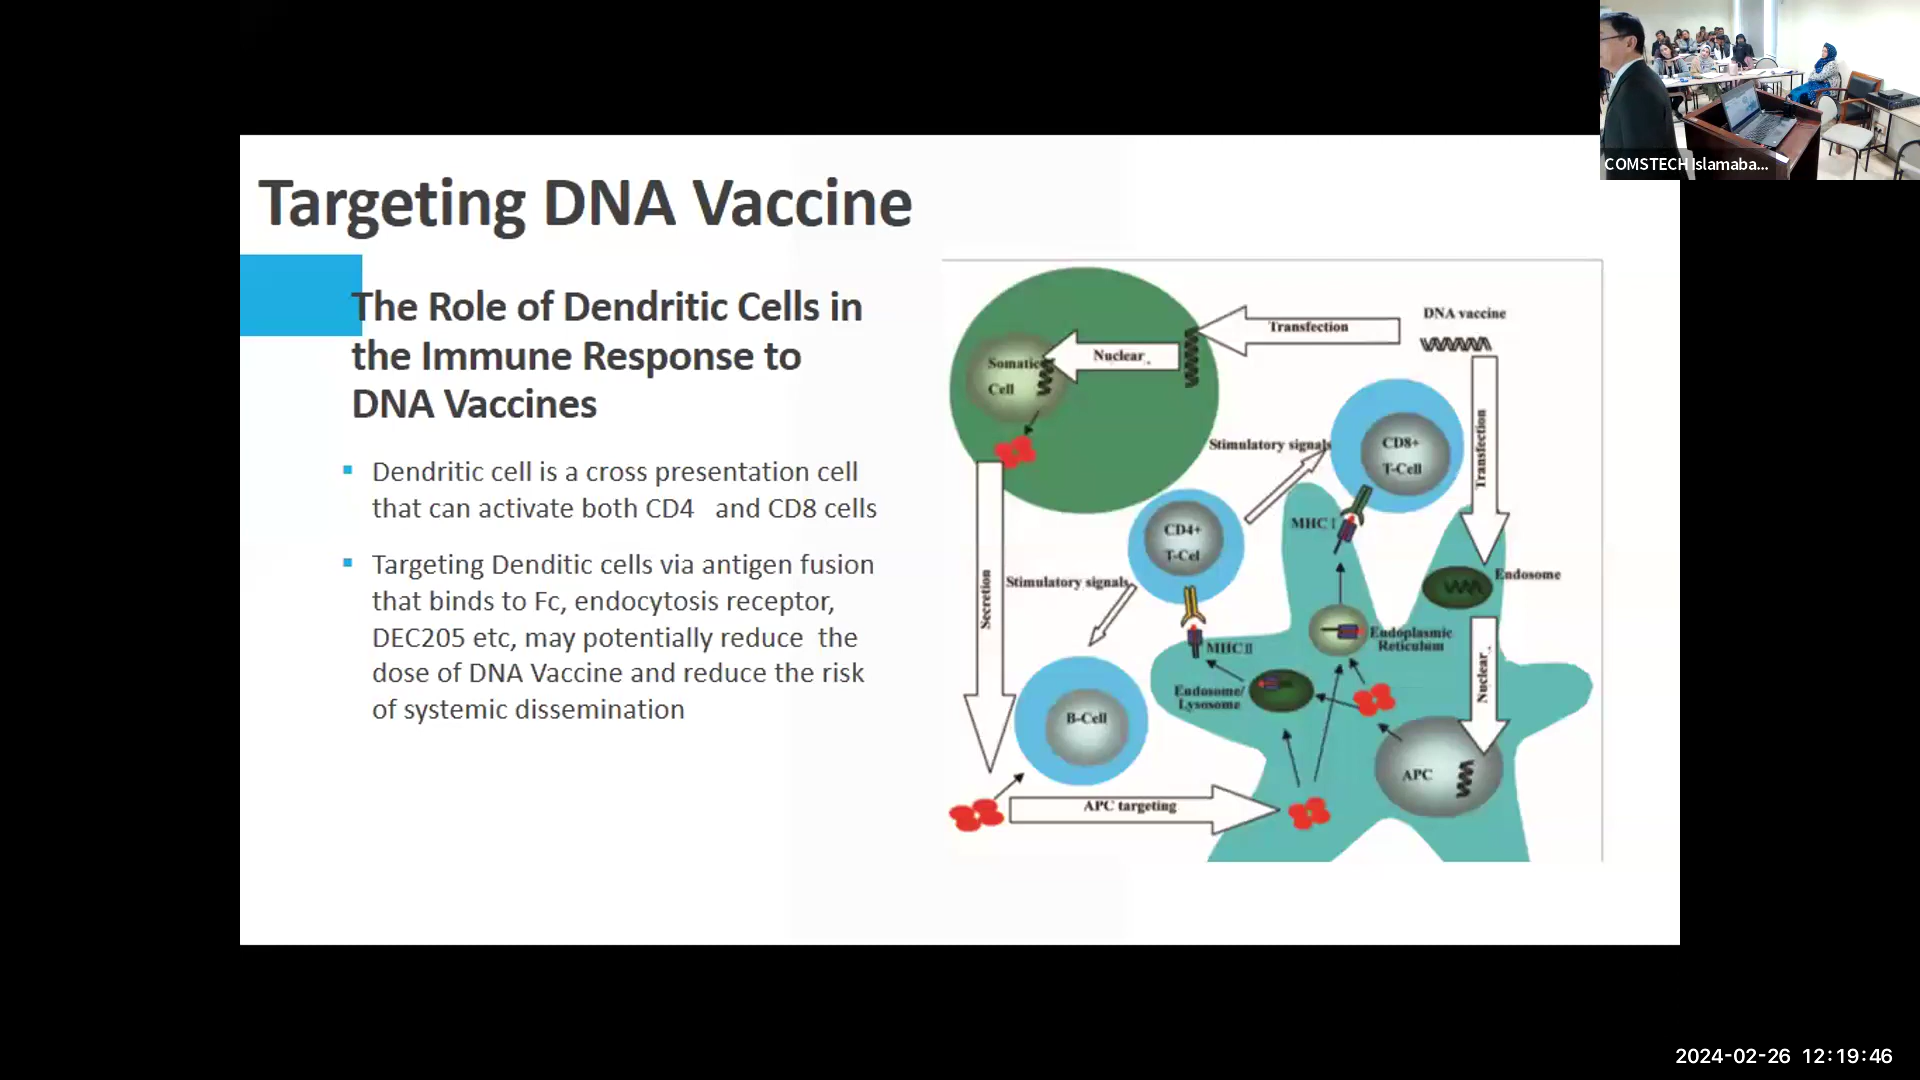 COMSTECH Islamaba...
Targeting DNA Vaccine
The Role of Dendritic Cells in
the Immune Response to
DNA Vaccines
Dendritic cell is a cross presentation cell
that can activate both CD4 and CD8 cells
Targeting Denditic cells via antigen fusion
that binds to Fc, endocytosis receptor,
DEC205 etc, may potentially reduce the
dose of DNA Vaccine and reduce the risk
of systemic dissemination
DNA vaccine
Transfection
Nuclear
Somatic
Cell
Transfection
Stimulatory signals
CD8+
T-Cell
MHC I
CD4+
T-Cel
Secretion
Stimulatory signals
Endosome
MHC II
Endoplasmic
Reticulum
Nuclear
Endosome/
Lysosome
B-Cell
APC
APC targeting
2024-02-26 12:19:46